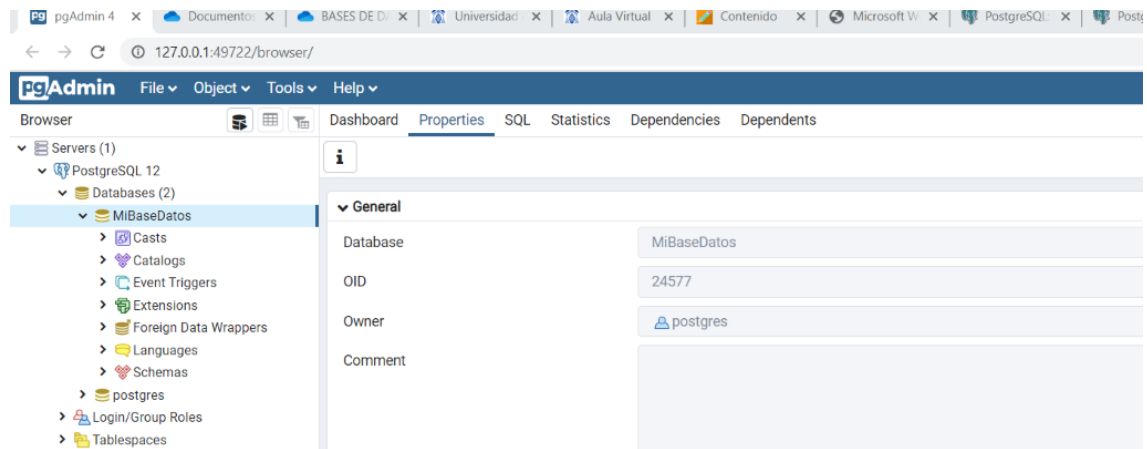 pgAdmin 4 Documento: BASES DE D Universidad Aula Virtual Contenido Microsoft W PostgreSQL: Post
127.0.0.1:49722/browser/
pgAdmin File Object Tools Help
Browser Dashboard Properties SQL Statistics Dependencies Dependents
Servers (1)
i
PostgreSQL 12
Databases (2)
General
MiBaseDatos
Database MiBaseDatos
Casts
Catalogs
OID 24577
Event Triggers
Extensions
Owner postgres
Foreign Data Wrappers
Languages
Comment
Schemas
postgres
Login/Group Roles
Tablespaces